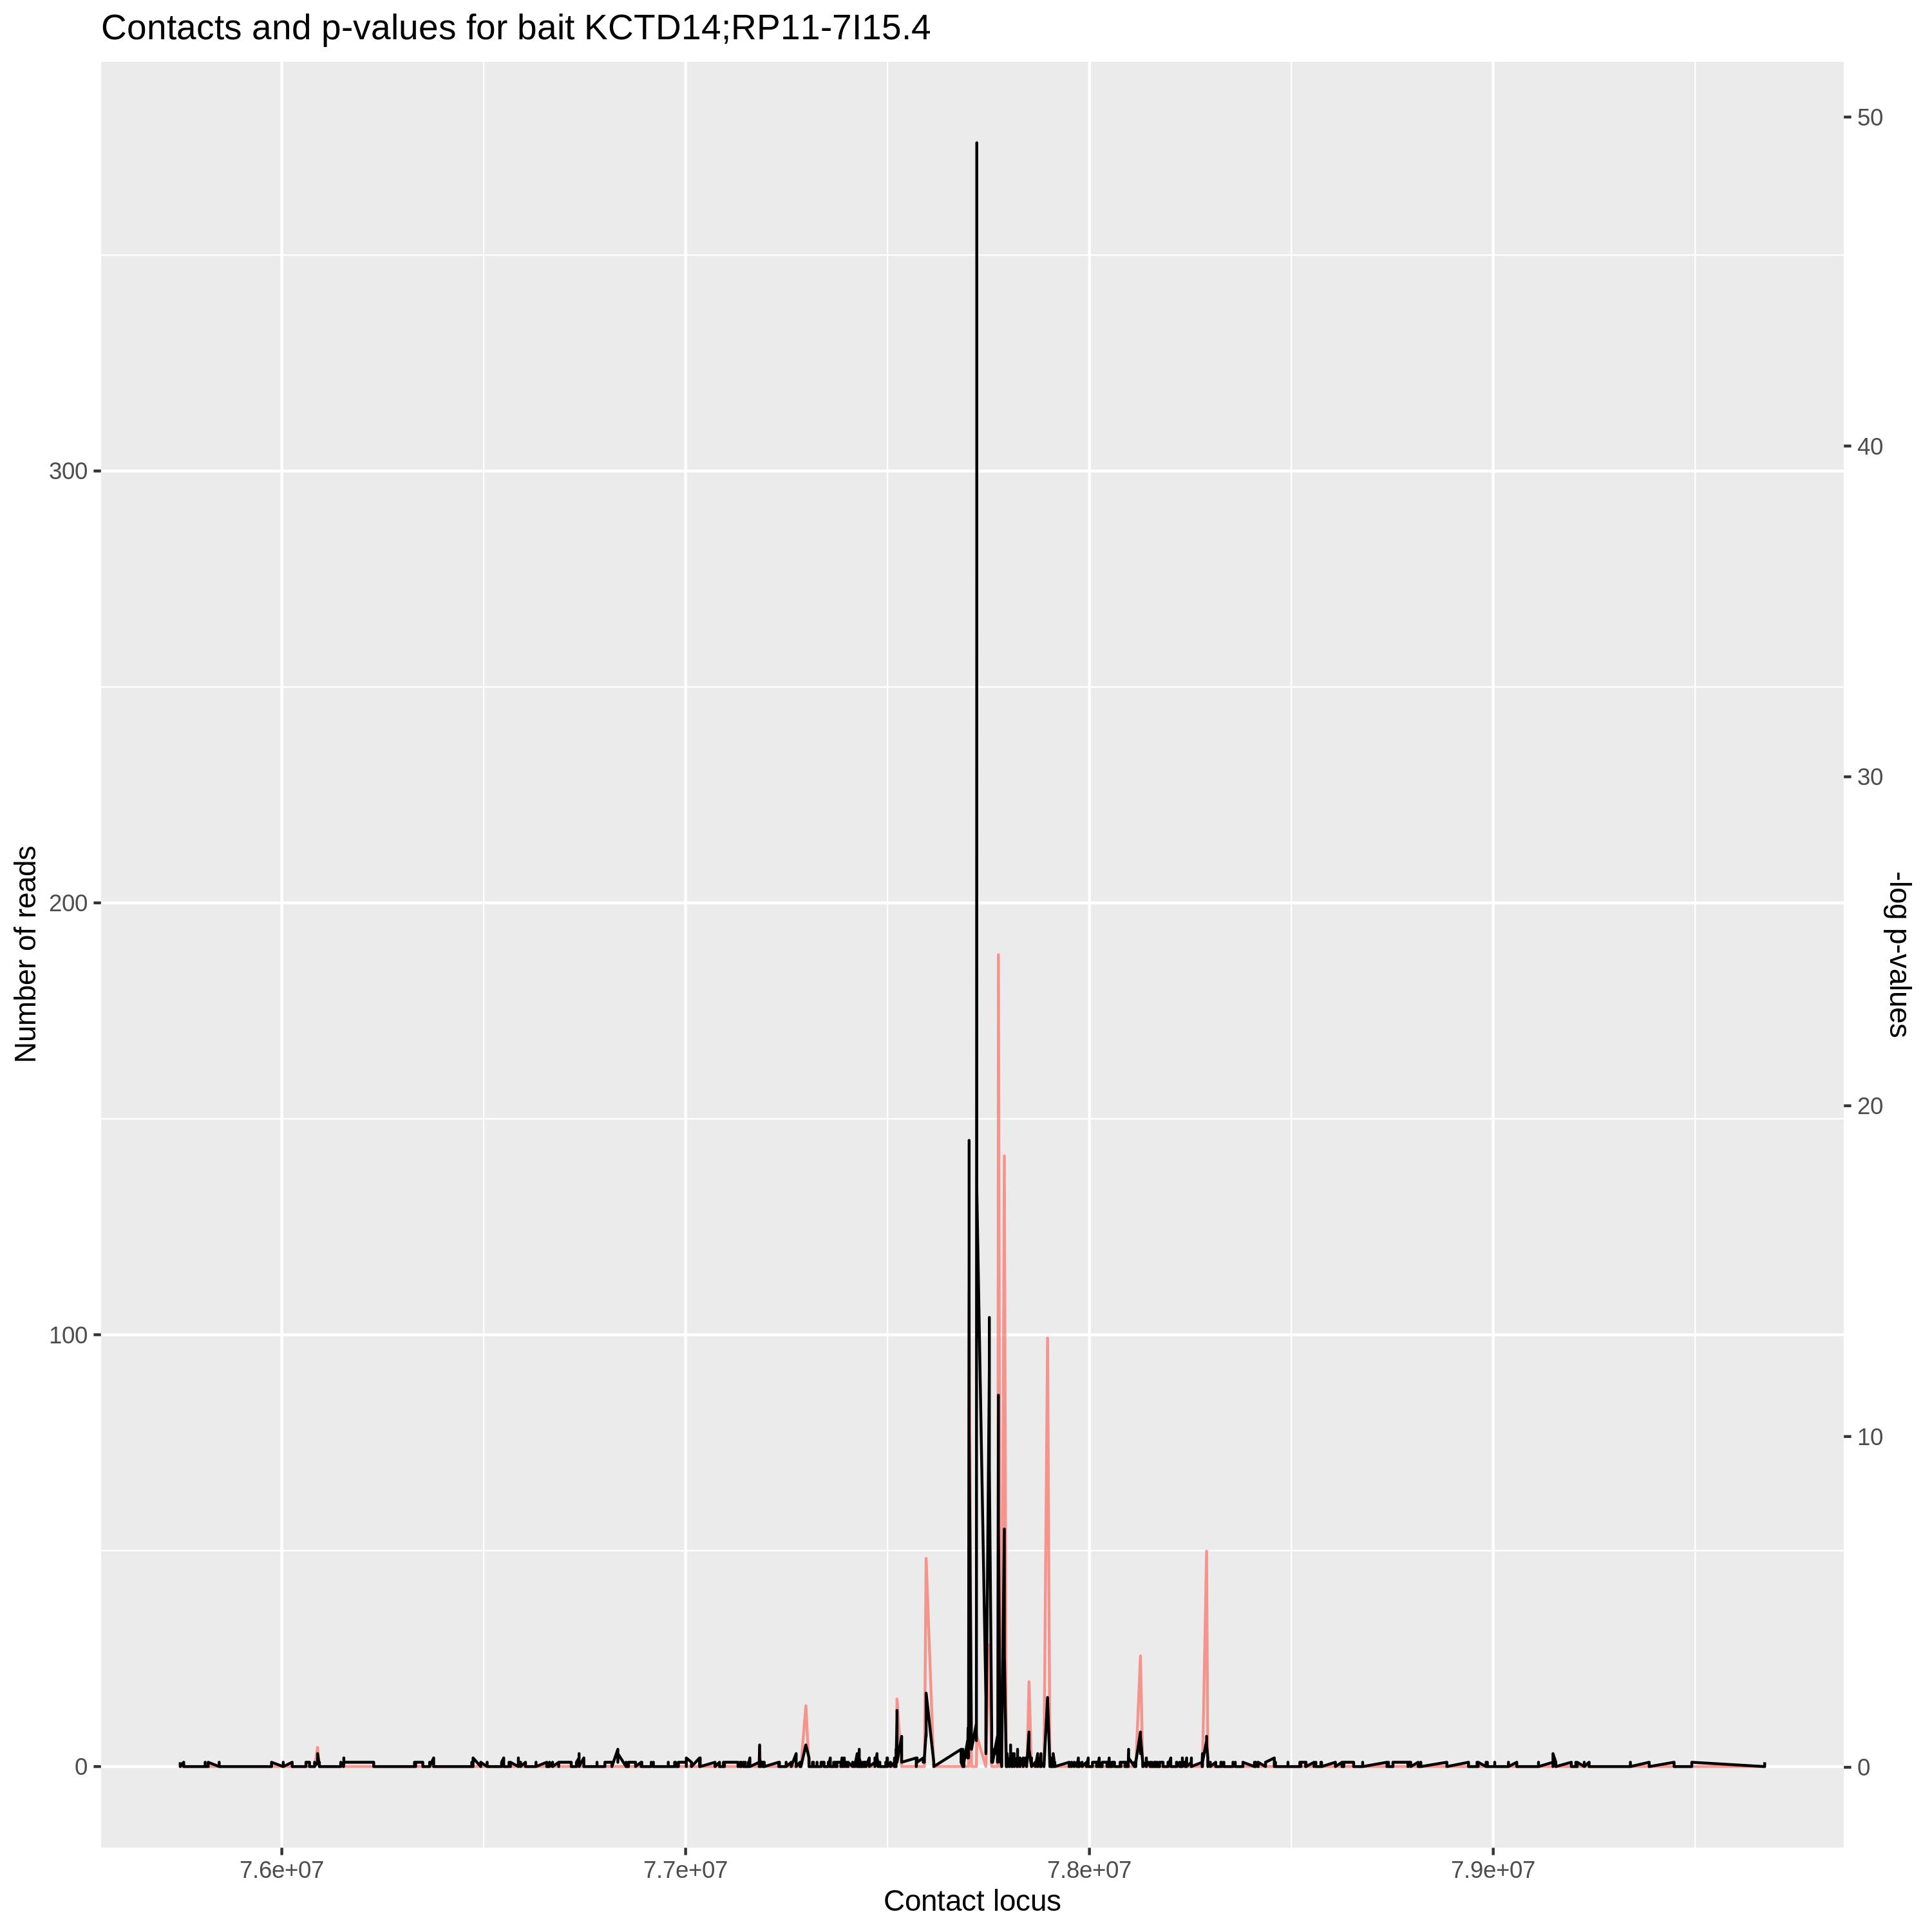 Contacts and p-values for bait KCTD14;RP11-7I15.4
50
40
300
30
200
20
100
10
0
0
Number of reads
-log p-values
7.6e+07
7.7e+07
7.8e+07
7.9e+07
Contact locus